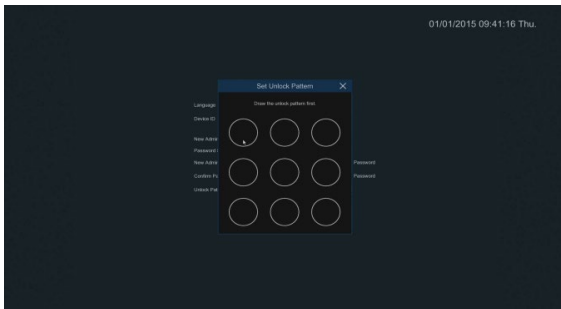 01/01/2015 09:41:16 Thu.
Set Unlock Pattern
Draw the unlock pattern first.
Language
Device ID
New Admi
Password
New Admi Password
Confirm Pa Password
Unlock Pat